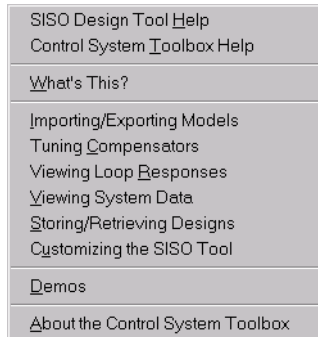 SISO Design Tool Help
Control System Toolbox Help
What's This?
Importing/Exporting Models
Tuning Compensators
Viewing Loop Responses
Viewing System Data
Storing/Retrieving Designs
Customizing the SISO Tool
Demos
About the Control System Toolbox